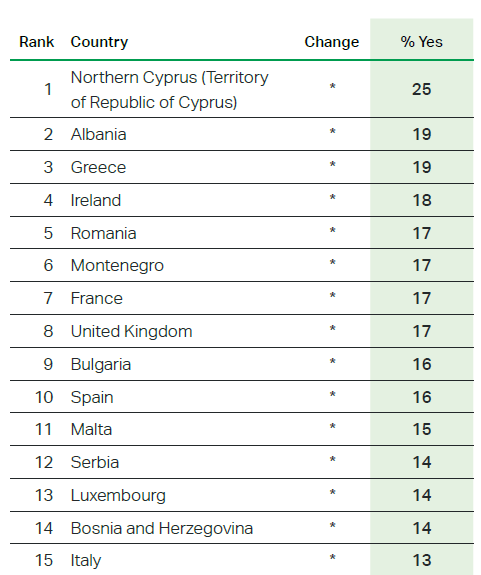 Rank Country Change % Yes
1 Northern Cyprus (Territory
of Republic of Cyprus) * 25
2 Albania * 19
3 Greece * 19
4 Ireland * 18
5 Romania * 17
6 Montenegro * 17
7 France * 17
8 United Kingdom * 17
9 Bulgaria * 16
10 Spain * 16
11 Malta * 15
12 Serbia * 14
13 Luxembourg * 14
14 Bosnia and Herzegovina * 14
15 Italy * 13